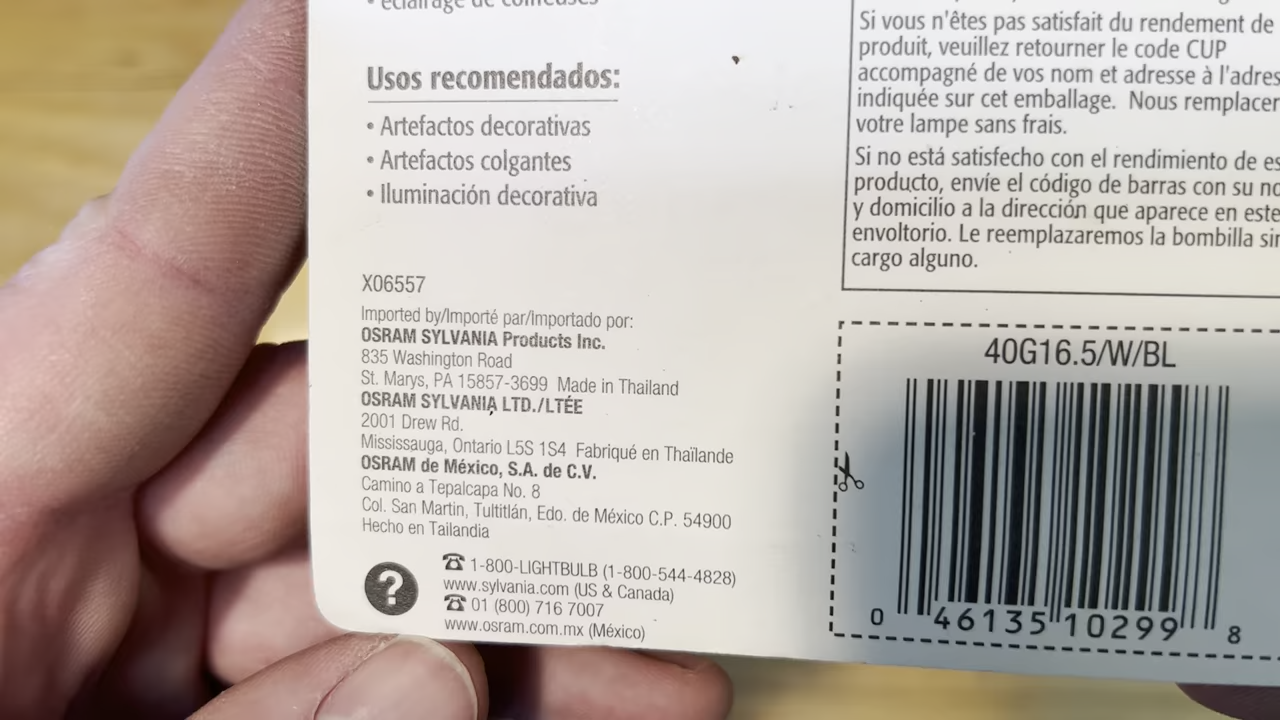 • éclairage de coiffeuses
Usos recomendados:
• Artefactos decorativas
• Artefactos colgantes
• Iluminación decorativa
X06557
Imported by/Importé par/Importado por:
OSRAM SYLVANIA Products Inc.
835 Washington Road
St. Marys, PA 15857-3699 Made in Thailand
OSRAM SYLVANIA LTD./LTÉE
2001 Drew Rd.
Mississauga, Ontario L5S 1S4 Fabriqué en Thaïlande
OSRAM de México, S.A. de C.V.
Camino a Tepalcapa No. 8
Col. San Martin, Tultitlán, Edo. de México C.P. 54900
Hecho en Tailandia
?
1-800-LIGHTBULB (1-800-544-4828)
www.sylvania.com (US & Canada)
01 (800) 716 7007
www.osram.com.mx (México)
Si vous n'êtes pas satisfait du rendement de
produit, veuillez retourner le code CUP
accompagné de vos nom et adresse à l'adres
indiquée sur cet emballage. Nous remplacer
votre lampe sans frais.
Si no está satisfecho con el rendimiento de es
producto, envíe el código de barras con su no
y domicilio a la dirección que aparece en este
envoltorio. Le reemplazaremos la bombilla sin
cargo alguno.
40G16.5/W/BL
0 46135 10299 8